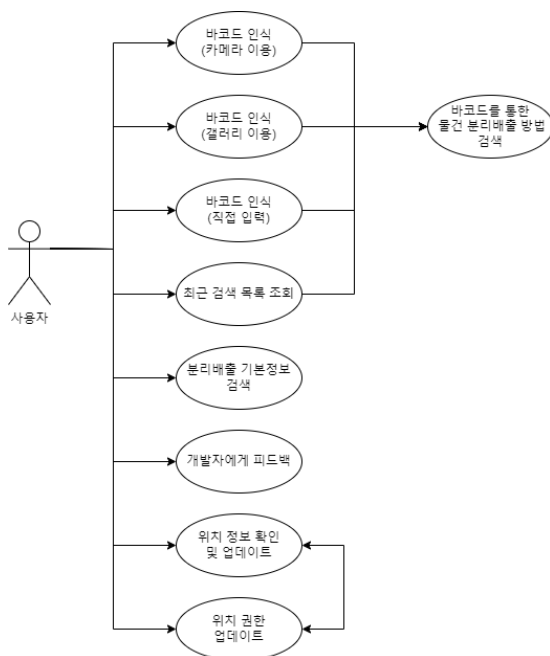 바코드 인식
(카메라 이용)
바코드 인식
(갤러리 이용)
바코드를 통한
물건 분리배출 방법
검색
바코드 인식
(직접 입력)
사용자
최근 검색 목록 조회
분리배출 기본정보
검색
개발자에게 피드백
위치 정보 확인
및 업데이트
위치 권한
업데이트